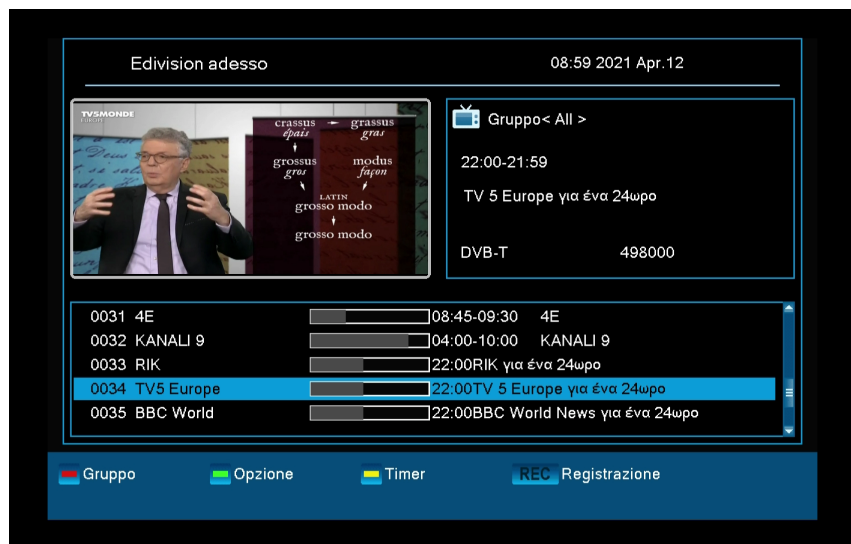 Edivision adesso
08:59 2021 Apr.12
TV5MONDE
EUROPE
crassus → grassus
épais gras
grossus modus
gros façon
LATIN
grosso modo
grosso modo
Gruppo< All >
22:00-21:59
TV 5 Europe για ένα 24ωρο
DVB-T 498000
0031 4E 08:45-09:30 4E
0032 KANALI 9 04:00-10:00 KANALI 9
0033 RIK 22:00RIK για ένα 24ωρο
0034 TV5 Europe 22:00TV 5 Europe για ένα 24ωρο
0035 BBC World 22:00BBC World News για ένα 24ωρο
Gruppo Opzione Timer REC Registrazione